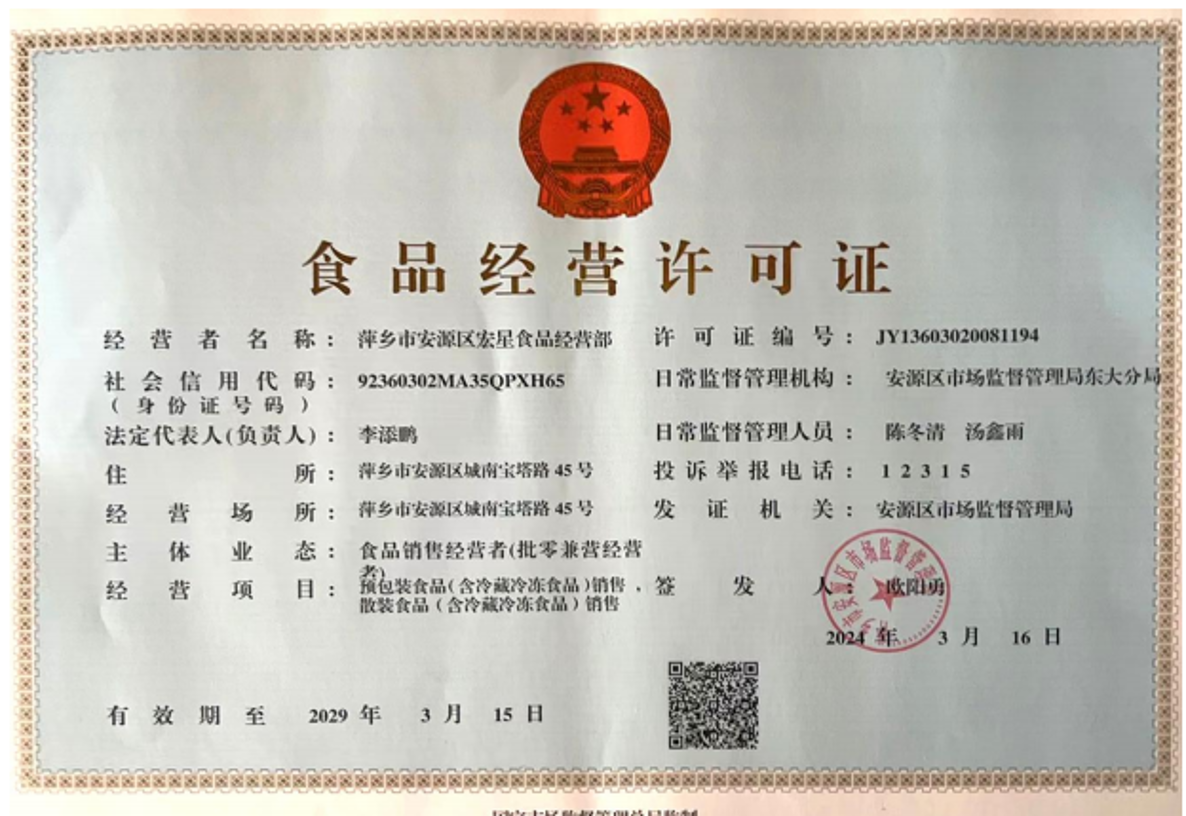 食品经营许可证
经营者名称：萍乡市安源区宏星食品经营部
许可证编号：JY13603020081194
社会信用代码：92360302MA35QPXH65
（身份证号码）
日常监督管理机构：安源区市场监督管理局东大分局
法定代表人(负责人)：李添鹏
日常监督管理人员：陈冬清 汤鑫雨
住所：萍乡市安源区城南宝塔路 45 号
投诉举报电话：12315
经营场所：萍乡市安源区城南宝塔路 45 号
发证机关：安源区市场监督管理局
主体业态：食品销售经营者(批零兼营经营
者)
经营项目：预包装食品(含冷藏冷冻食品)销售，
散装食品（含冷藏冷冻食品）销售
签发人：欧阳勇
2024 年 3 月 16 日
有效期至 2029 年 3 月 15 日